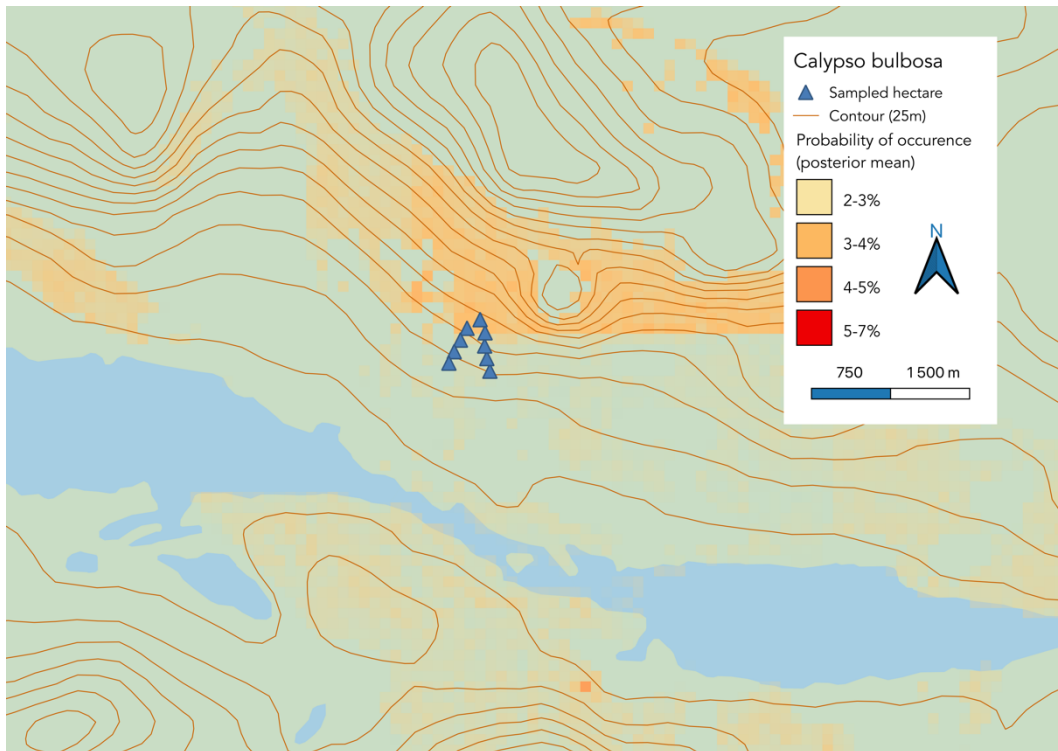 Calypso bulbosa
Sampled hectare
Contour (25m)
Probability of occurence
(posterior mean)
2-3%
3-4%
N
4-5%
5-7%
750 1 500 m